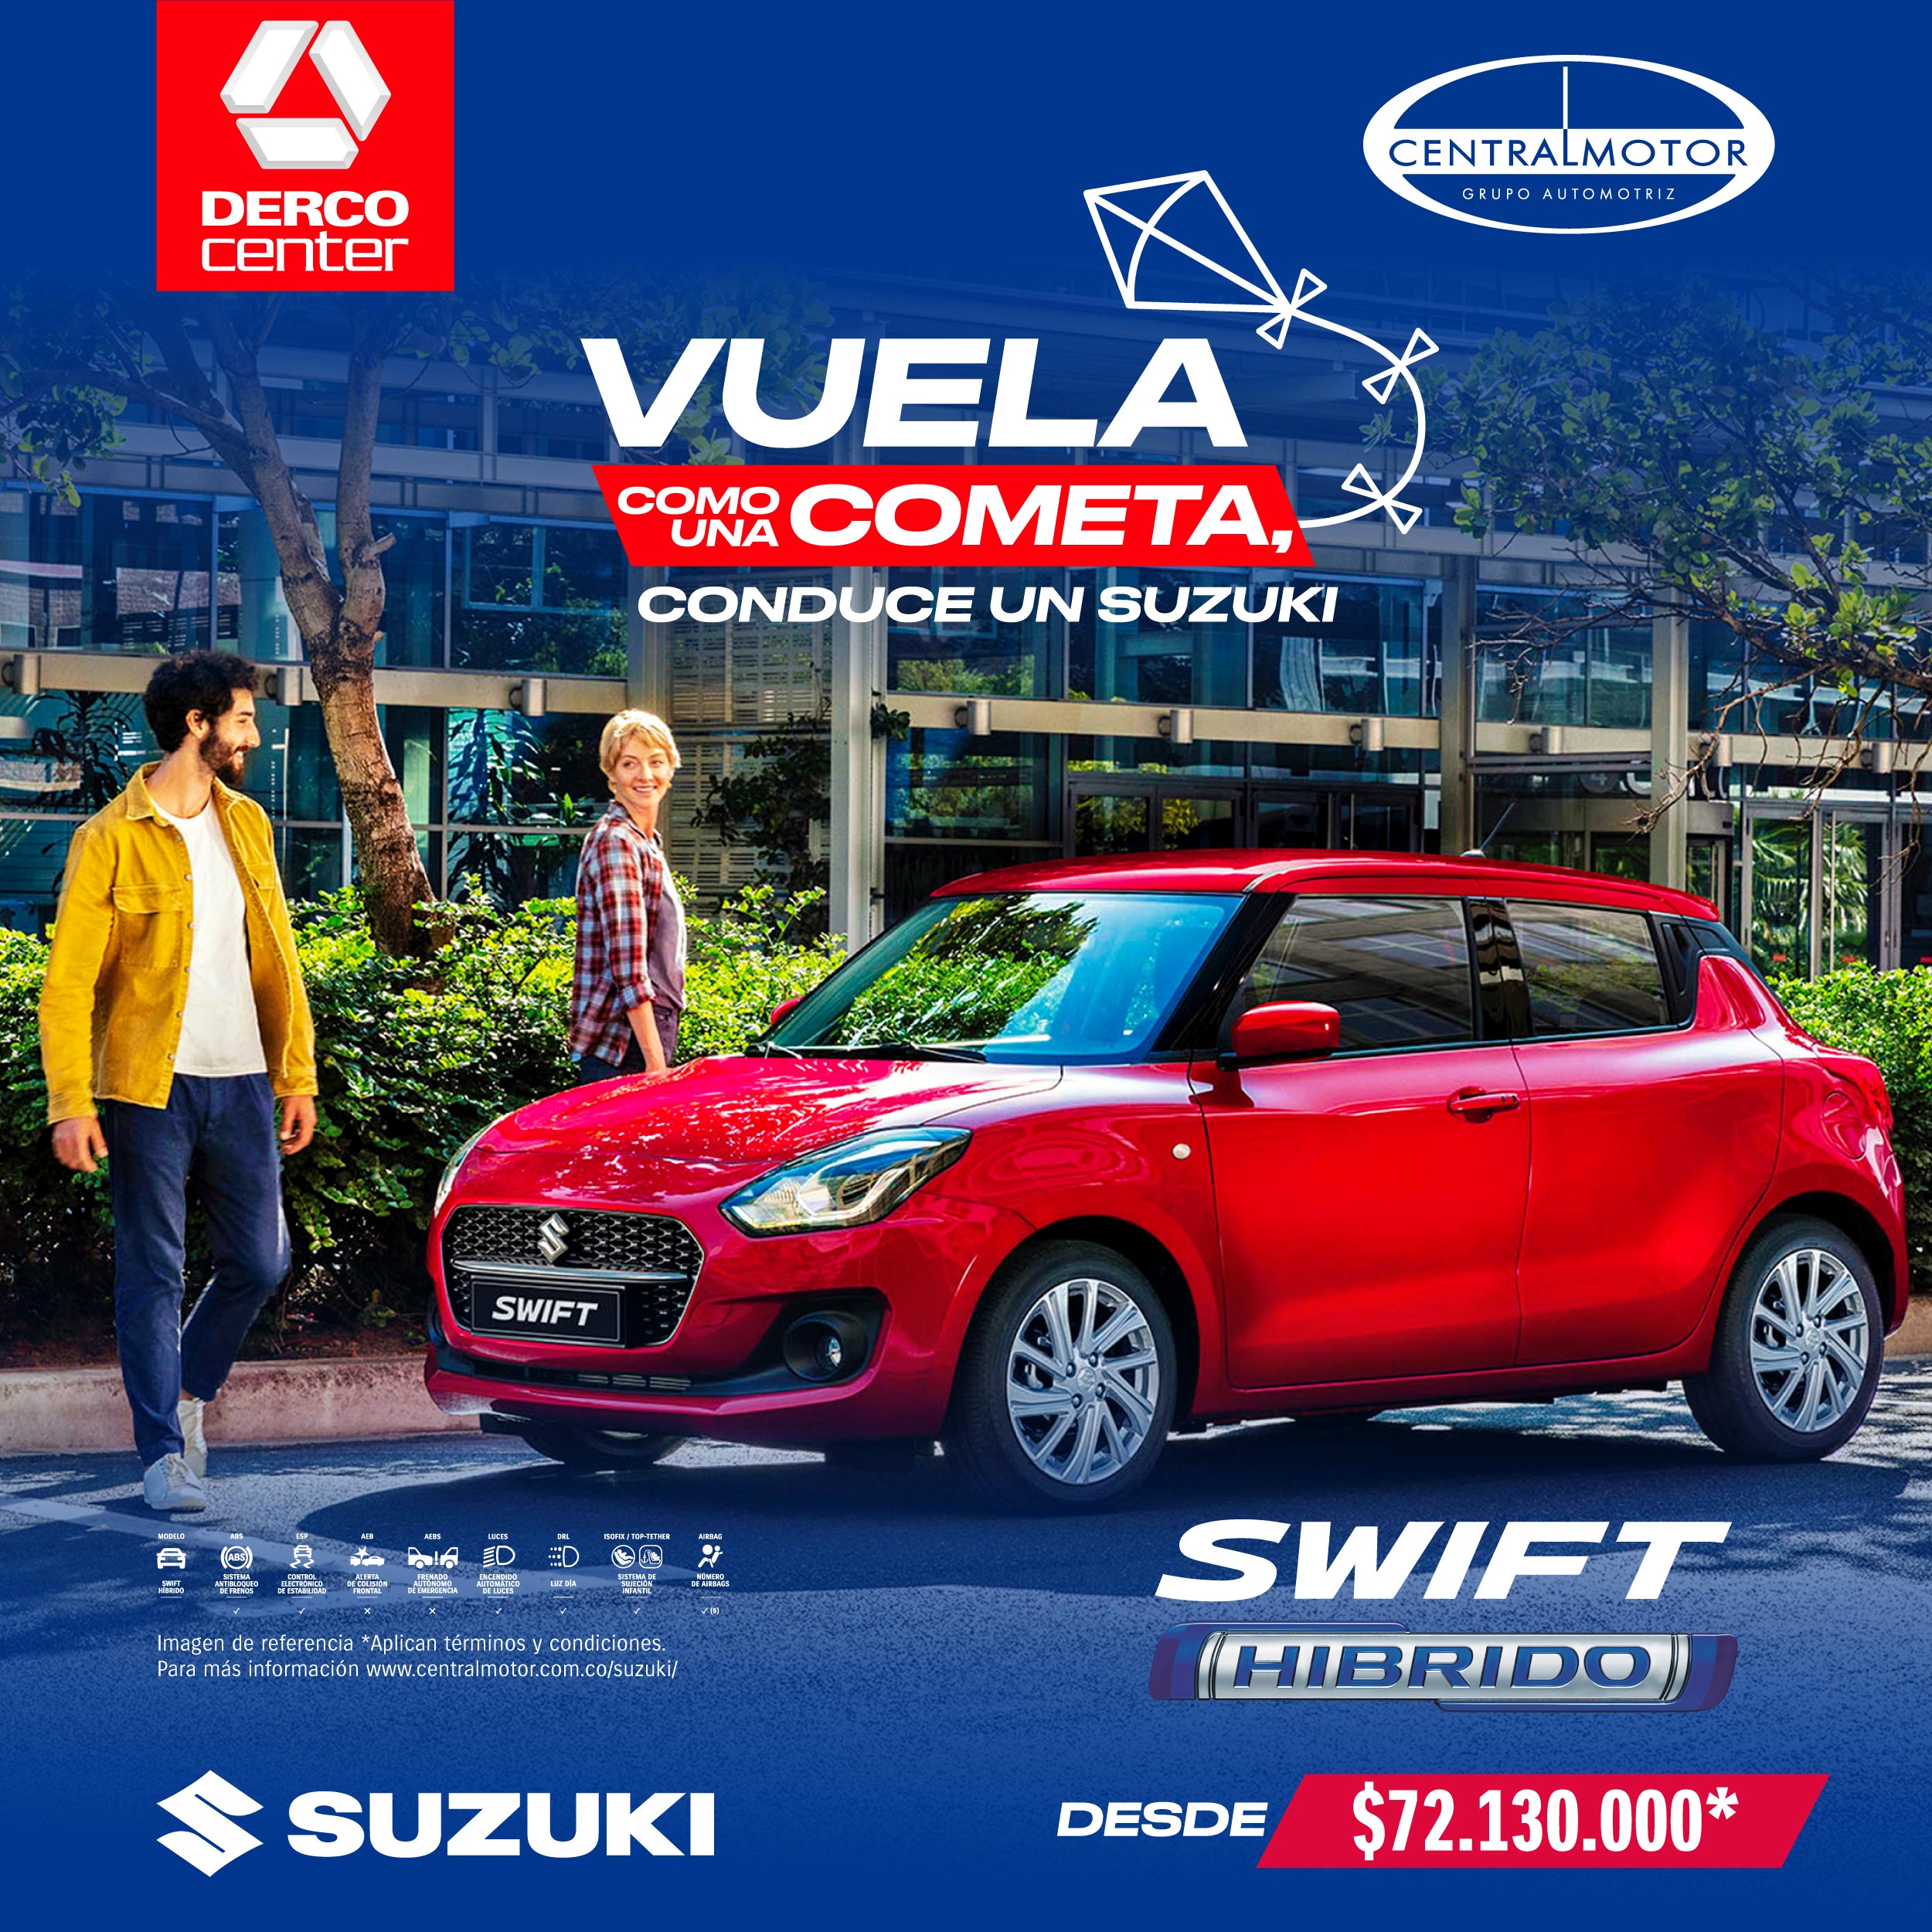 DERCO
center
CENTRALMOTOR
GRUPO AUTOMOTRIZ
VUELA
COMO UNA COMETA,
CONDUCE UN SUZUKI
SWIFT
MODELO ABS ESP AEB AEBS LUCES DRL ISOFIX / TOP-TETHER AIRBAG
ABS
SWIFT SISTEMA CONTROL ALERTA FRENADO ENCENDIDO LUZ DÍA SISTEMA DE NÚMERO
HÍBRIDO ANTIBLOQUEO ELECTRÓNICO DE COLISIÓN AUTÓNOMO AUTOMÁTICO SUJECIÓN DE AIRBAGS
DE FRENOS DE ESTABILIDAD FRONTAL DE EMERGENCIA DE LUCES INFANTIL
✓ ✓ ✕ ✕ ✓ ✓ ✓ ✓(6)
Imagen de referencia *Aplican términos y condiciones.
Para más información www.centralmotor.com.co/suzuki/
SWIFT
HIBRIDO
SUZUKI
DESDE $72.130.000*